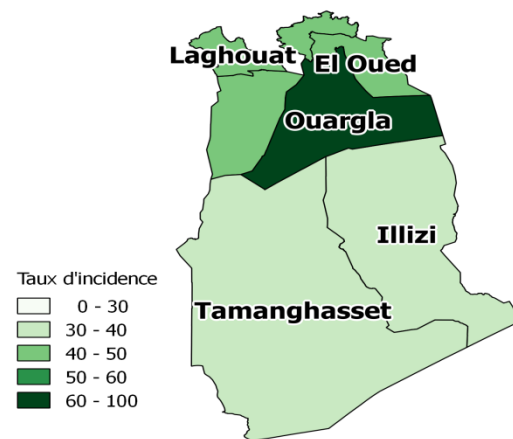 Laghouat
El Oued
Ouargla
Illizi
Tamanghasset
Taux d'incidence
0 - 30
30 - 40
40 - 50
50 - 60
60 - 100